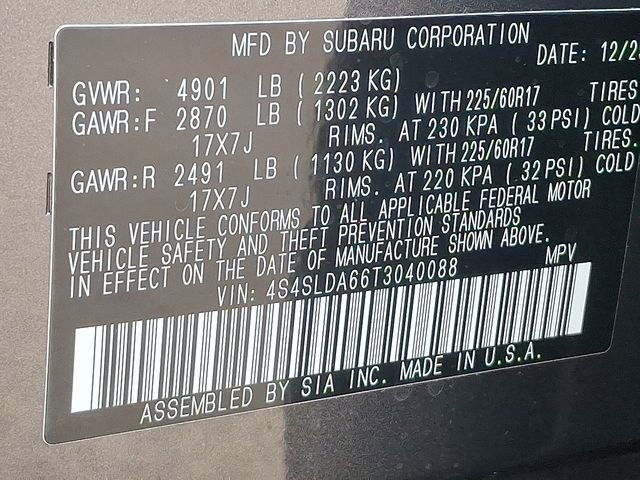 MFD BY SUBARU CORPORATION DATE: 12/2
GVWR: 4901 LB ( 2223 KG)
GAWR:F 2870 LB ( 1302 KG) WITH 225/60R17 TIRES
17X7J RIMS. AT 230 KPA ( 33 PSI) COLD
GAWR:R 2491 LB ( 1130 KG) WITH 225/60R17 TIRES.
17X7J RIMS. AT 220 KPA ( 32 PSI) COLD
THIS VEHICLE CONFORMS TO ALL APPLICABLE FEDERAL MOTOR
VEHICLE SAFETY AND THEFT PREVENTION STANDARDS
IN EFFECT ON THE DATE OF MANUFACTURE SHOWN ABOVE.
VIN: 4S4SLDA66T3040088 MPV
ASSEMBLED BY SIA INC. MADE IN U.S.A.